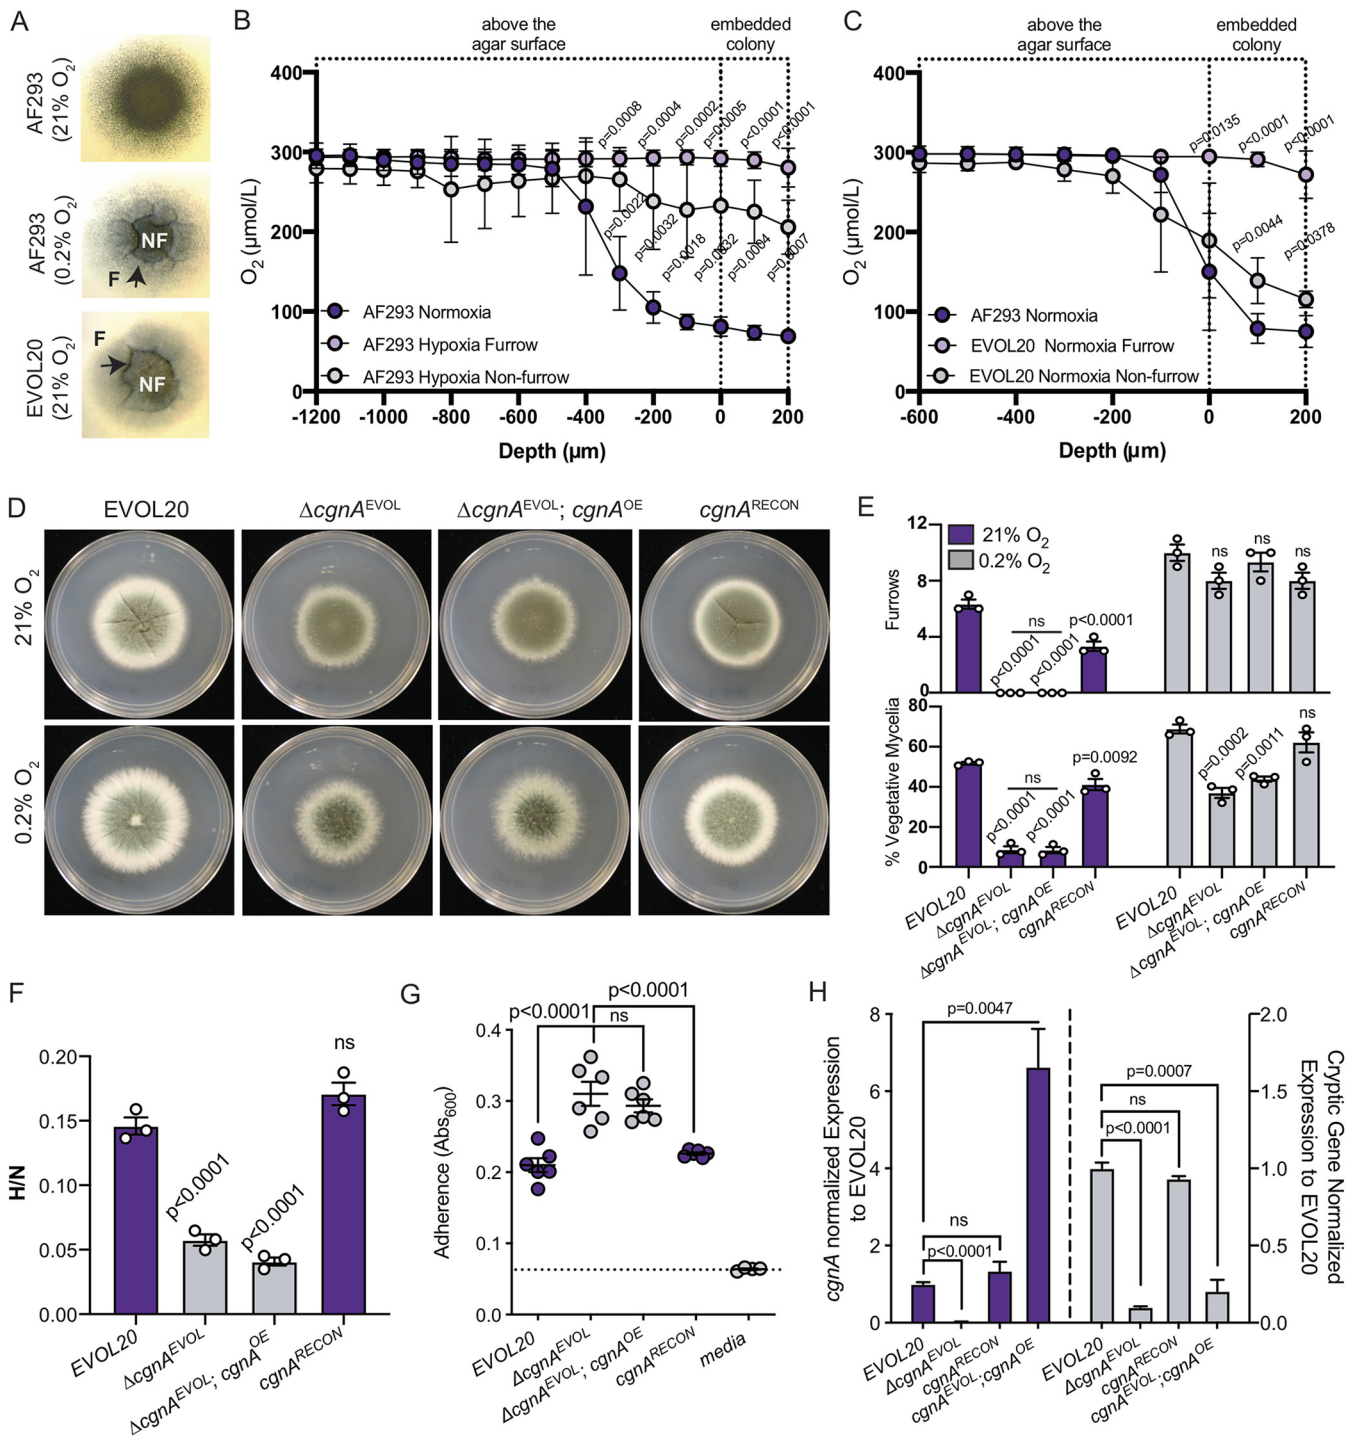 A
AF293
(21% O2)
AF293
(0.2% O2)
NF
F
EVOL20
(21% O2)
F
NF
B
above the
agar surface
embedded
colony
O2 (µmol/L)
400
300
200
100
0
p=0.0008
p=0.0004
p=0.0002
p=0.0005
p<0.0001
p<0.0001
p=0.0022
p=0.0032
p=0.0018
p=0.0032
p=0.0004
p=0.0007
AF293 Normoxia
AF293 Hypoxia Furrow
AF293 Hypoxia Non-furrow
-1200 -1000 -800 -600 -400 -200 0 200
Depth (µm)
C
above the
agar surface
embedded
colony
O2 (µmol/L)
400
300
200
100
0
p=0.0135
p<0.0001
p<0.0001
p=0.0044
p=0.0378
AF293 Normoxia
EVOL20 Normoxia Furrow
EVOL20 Normoxia Non-furrow
-600 -400 -200 0 200
Depth (µm)
D
EVOL20
ΔcgnAEVOL
ΔcgnAEVOL; cgnAOE
cgnARECON
21% O2
0.2% O2
E
21% O2
0.2% O2
Furrows
12
8
4
0
p<0.0001
ns
p<0.0001
p<0.0001
ns
ns
ns
% Vegetative Mycelia
80
60
40
20
0
p<0.0001
ns
p<0.0001
p=0.0092
p=0.0002
p=0.0011
ns
EVOL20
ΔcgnAEVOL
ΔcgnAEVOL; cgnAOE
cgnARECON
EVOL20
ΔcgnAEVOL
ΔcgnAEVOL; cgnAOE
cgnARECON
F
H/N
0.20
0.15
0.10
0.05
0.00
p<0.0001
p<0.0001
ns
EVOL20
ΔcgnAEVOL
ΔcgnAEVOL; cgnAOE
cgnARECON
G
Adherence (Abs600)
0.4
0.3
0.2
0.1
0.0
p<0.0001
p<0.0001
ns
EVOL20
ΔcgnAEVOL
ΔcgnAEVOL; cgnAOE
cgnARECON
media
H
cgnA normalized Expression
to EVOL20
8
6
4
2
0
p=0.0047
ns
p<0.0001
p=0.0007
ns
p<0.0001
2.0
1.5
1.0
0.5
0.0
Cryptic Gene Normalized
Expression to EVOL20
EVOL20
ΔcgnAEVOL
cgnARECON
cgnAEVOL;cgnAOE
EVOL20
ΔcgnAEVOL
cgnARECON
cgnAEVOL;cgnAOE